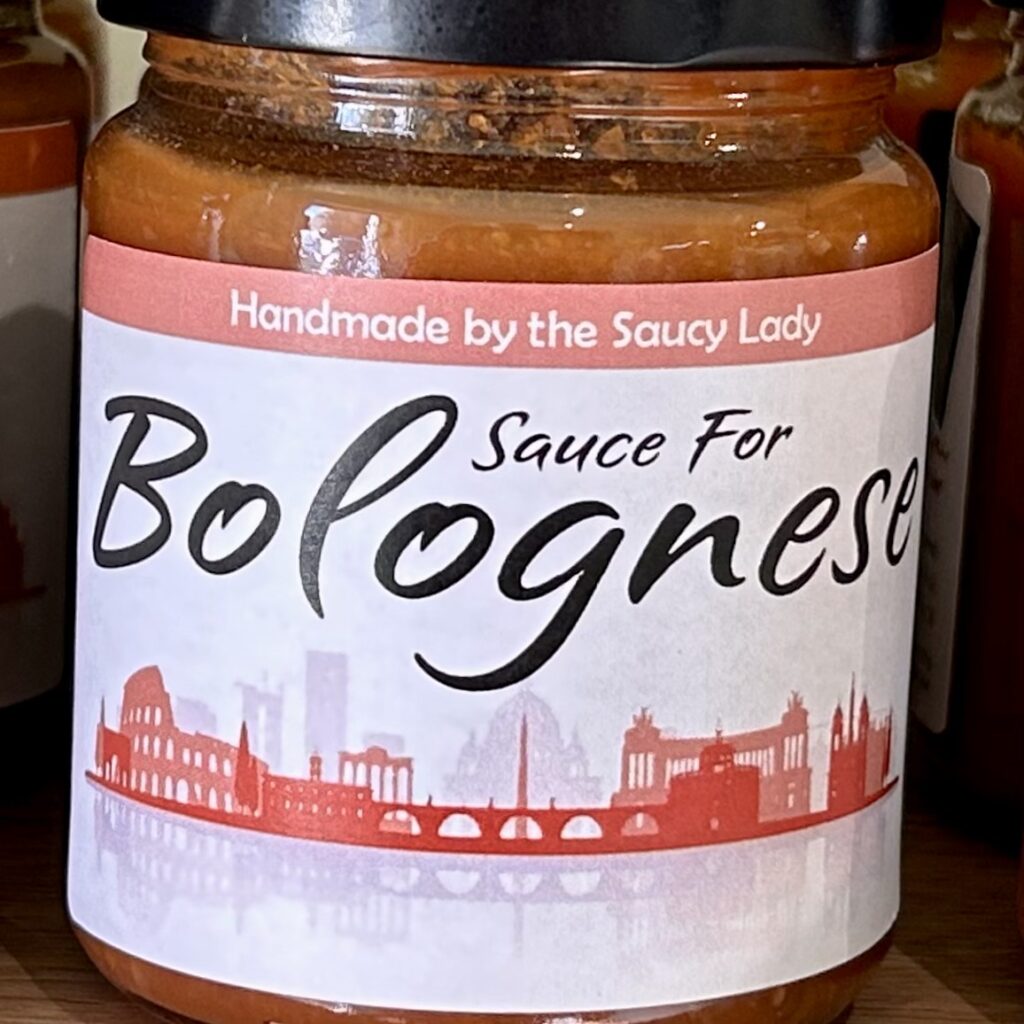 Handmade by the Saucy Lady
Sauce For
Bolognese